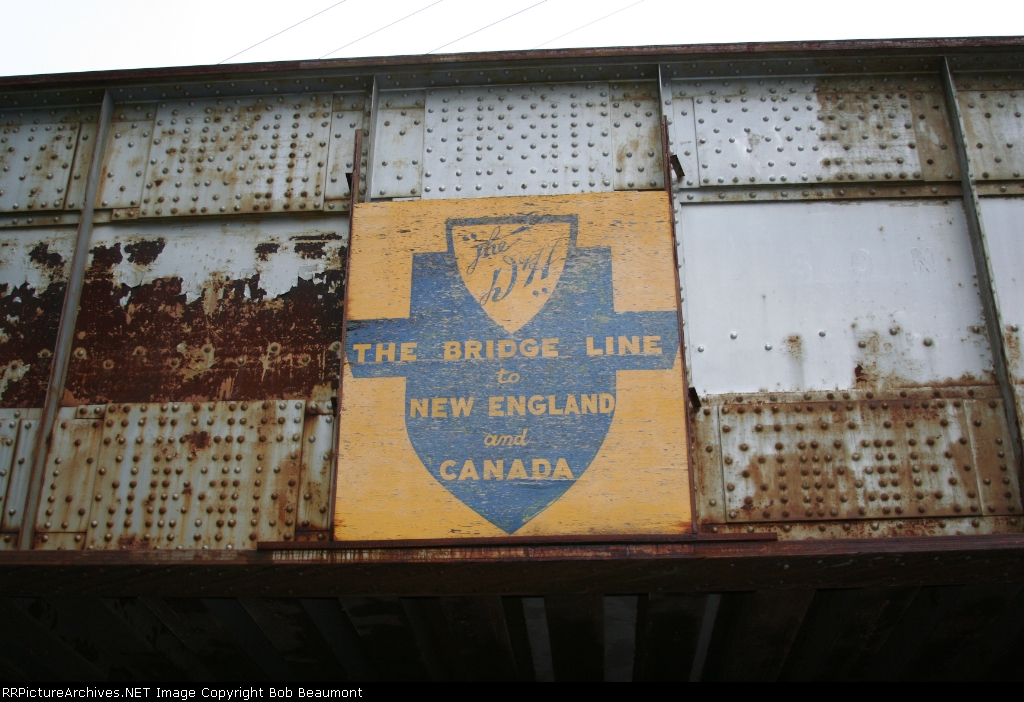 The
D&H
THE BRIDGE LINE
to
NEW ENGLAND
and
CANADA
RRPictureArchives.NET Image Copyright Bob Beaumont